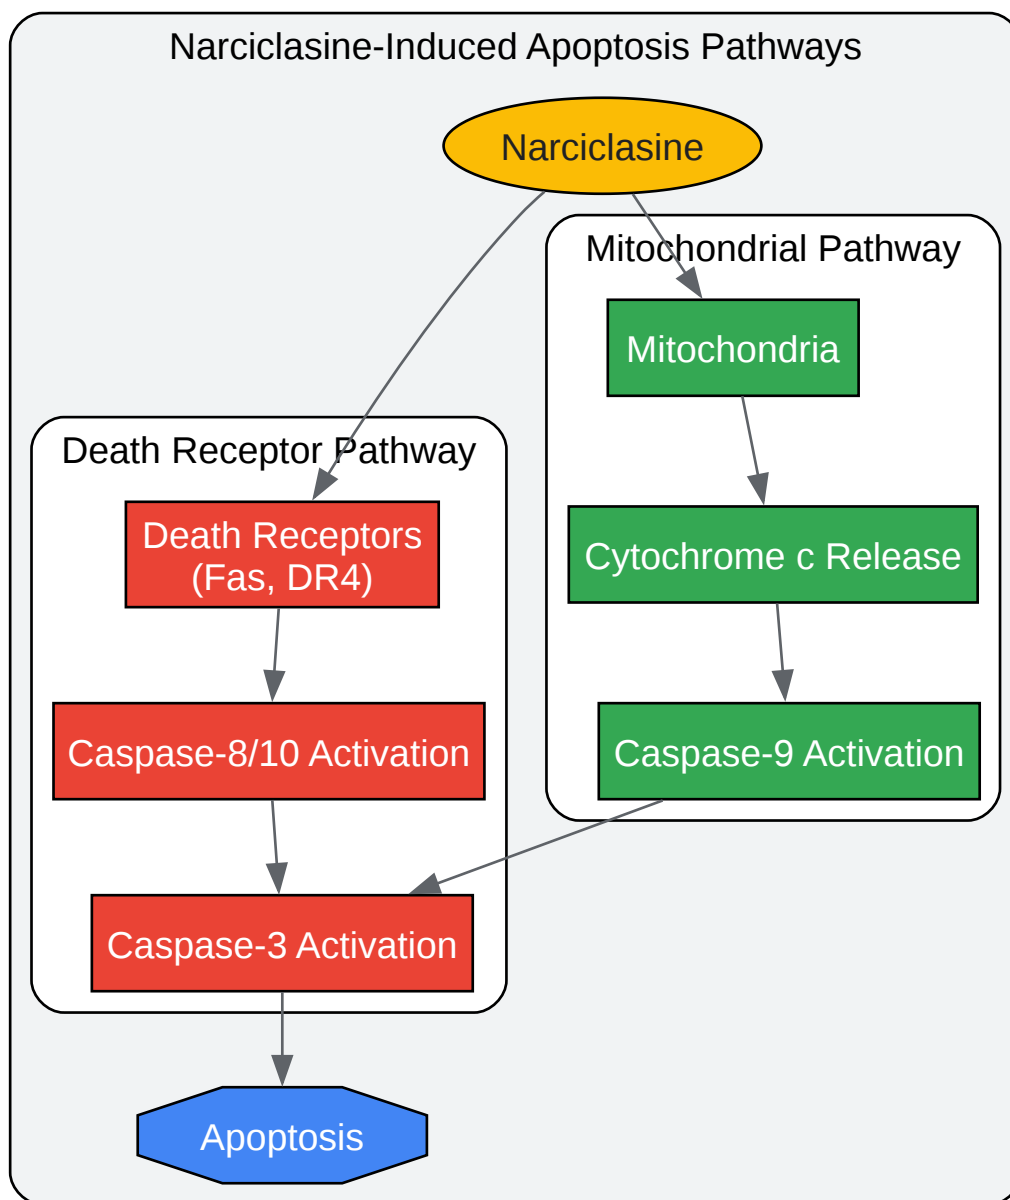 Narciclasine-Induced Apoptosis Pathways
Narciclasine
Mitochondrial Pathway
Mitochondria
Death Receptor Pathway
Death Receptors
(Fas, DR4)
Cytochrome c Release
Caspase-8/10 Activation
Caspase-9 Activation
Caspase-3 Activation
Apoptosis